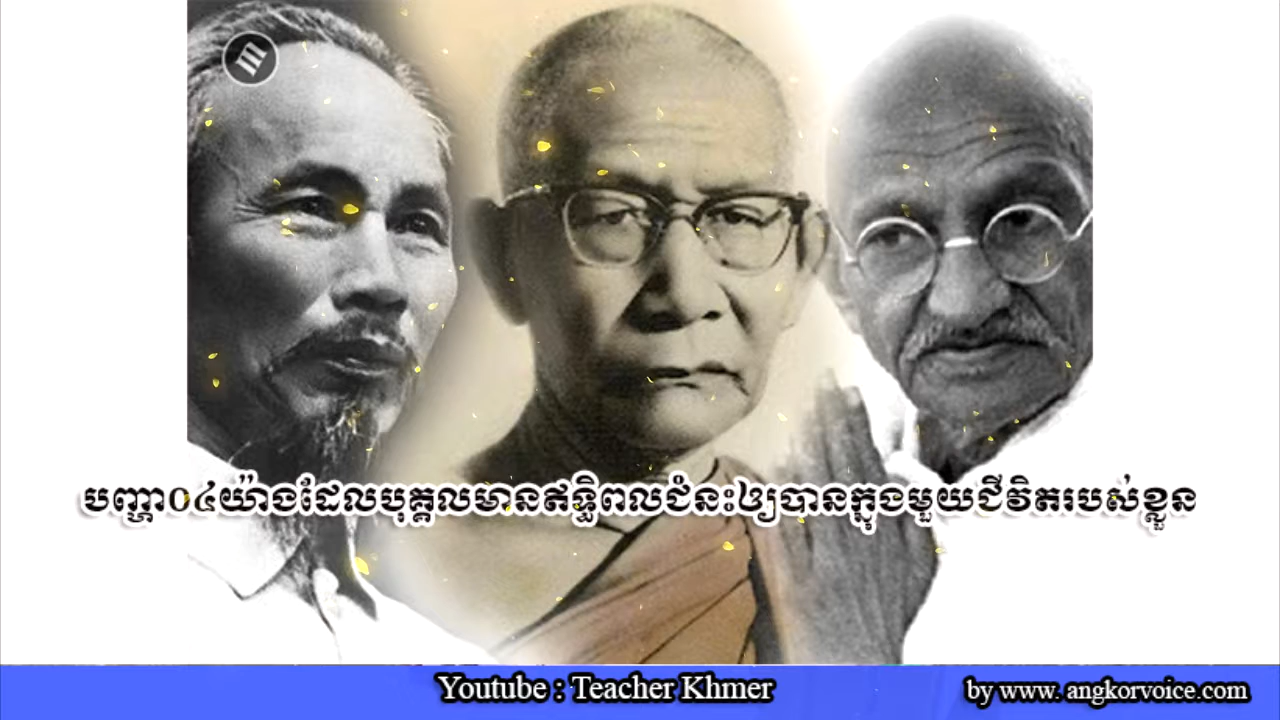 បញ្ហា០៤យ៉ាងដែលបុគ្គលមានឥទ្ធិពលជំនះឲ្យបានក្នុងមួយជីវិតរបស់ខ្លួន
Youtube : Teacher Khmer
by www. angkorvoice.com